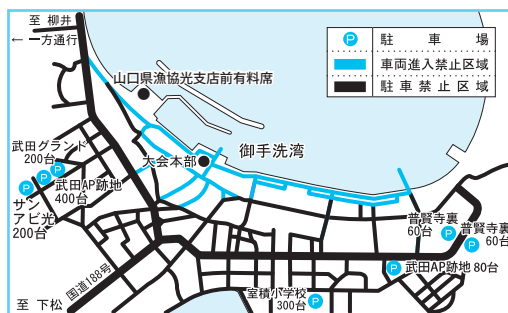 至 柳井
← 一方通行
P 駐車場
車両進入禁止区域
駐車禁止区域
山口県漁協光支店前有料席
御手洗湾
大会本部
武田グランド
200台
P P P
武田AP跡地
400台
サン
アビ光
200台
普賢寺裏
60台 P
普賢寺裏
P 60台
P 武田AP跡地 80台
室積小学校
300台 P
国道188号
至 下松